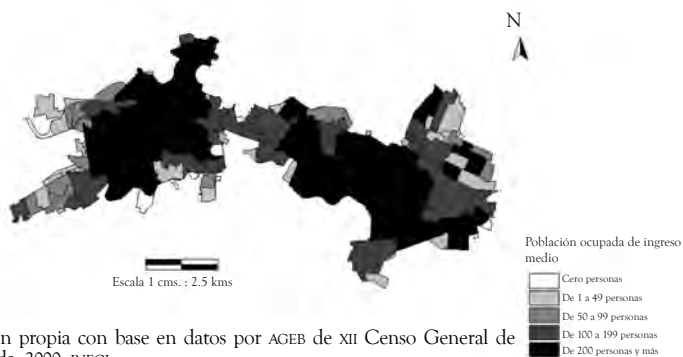 N
Escala 1 cms. : 2.5 kms
Población ocupada de ingreso
medio
Cero personas
De 1 a 49 personas
De 50 a 99 personas
De 100 a 199 personas
De 200 personas y más
n propia con base en datos por AGEB de XII Censo General de